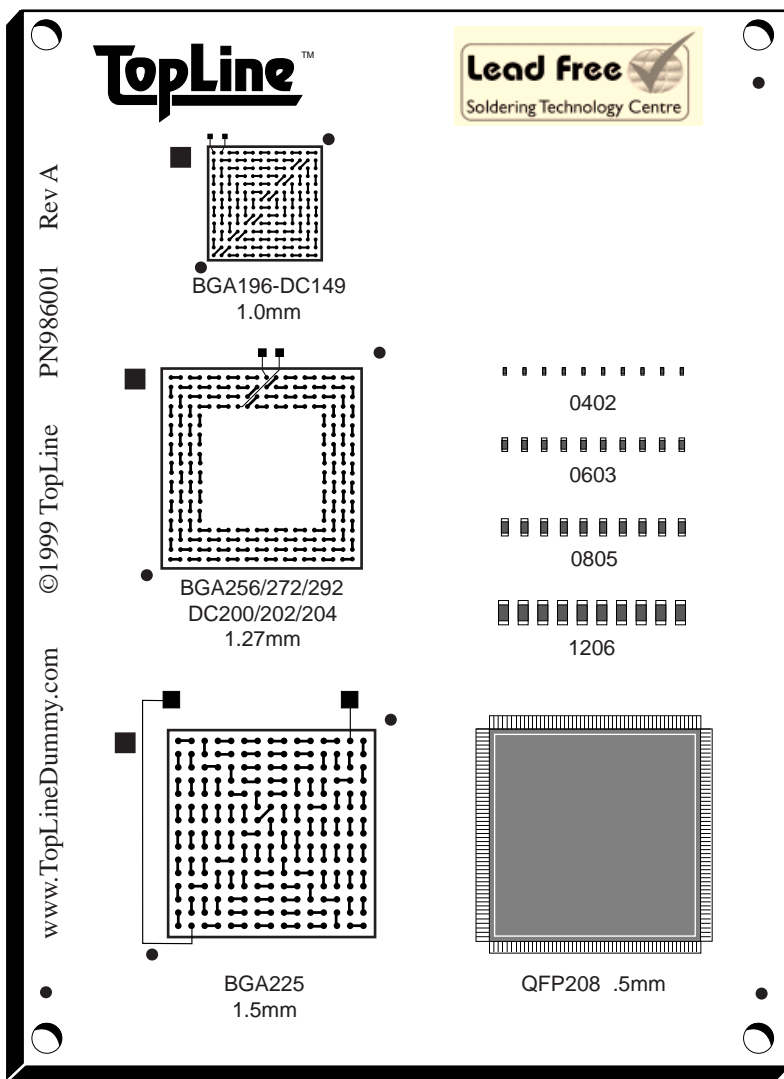 TopLine™
Lead Free
Soldering Technology Centre
www.TopLineDummy.com ©1999 TopLine PN986001 Rev A
BGA196-DC149
1.0mm
BGA256/272/292
DC200/202/204
1.27mm
BGA225
1.5mm
0402
0603
0805
1206
QFP208 .5mm